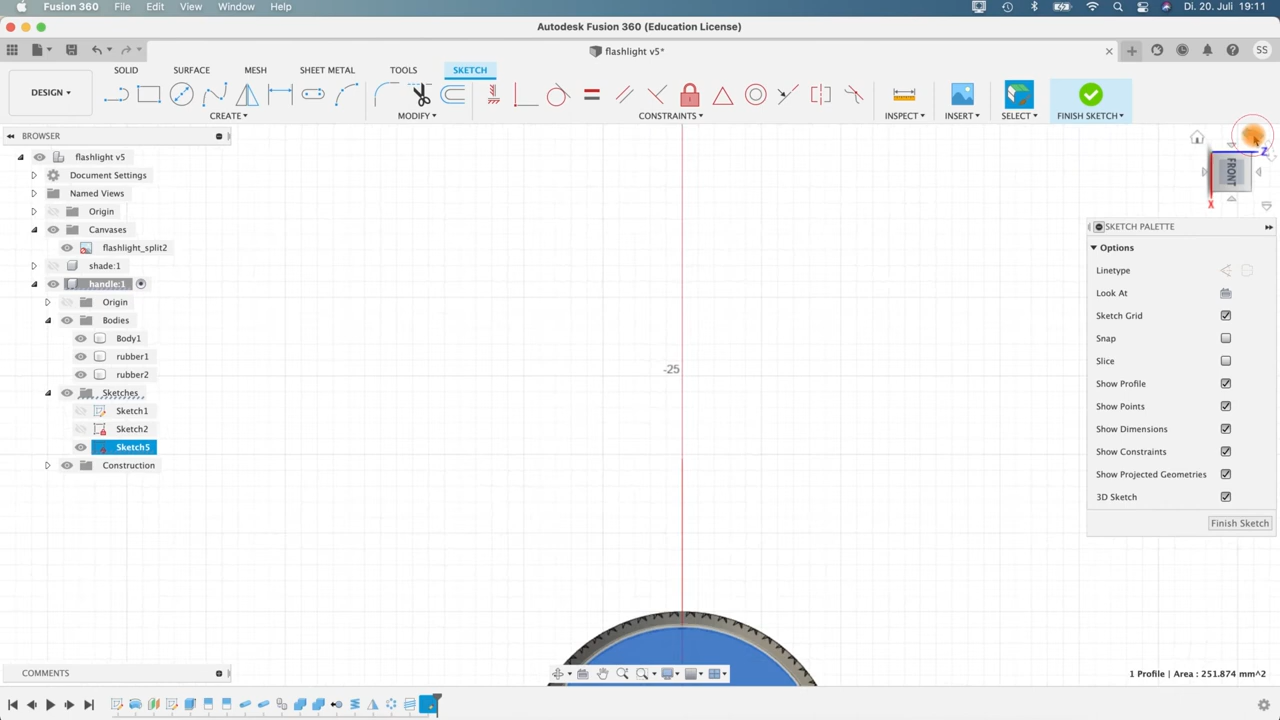 Fusion 360 File Edit Sketch Window Help Di. 20. Juli 19:11
Autodesk Fusion 360 (Education License)
flashlight v5*
SS
SOLID SURFACE MESH SHEET METAL TOOLS SKETCH
DESIGN
CREATE MODIFY CONSTRAINTS INSPECT INSERT SELECT FINISH SKETCH
BROWSER
flashlight v5
Document Settings
Named Views
Origin
Canvases
flashlight_split2
shade:1
handle:1
Origin
Bodies
Body1
rubber1
rubber2
Sketches
Sketch1
Sketch2
Sketch5
Construction
-25
Z
FRONT
X
SKETCH PALETTE
Options
Linetype
Look At
Sketch Grid
Snap
Slice
Show Profile
Show Points
Show Dimensions
Show Constraints
Show Projected Geometries
3D Sketch
Finish Sketch
COMMENTS
1 Profile | Area : 251.874 mm^2